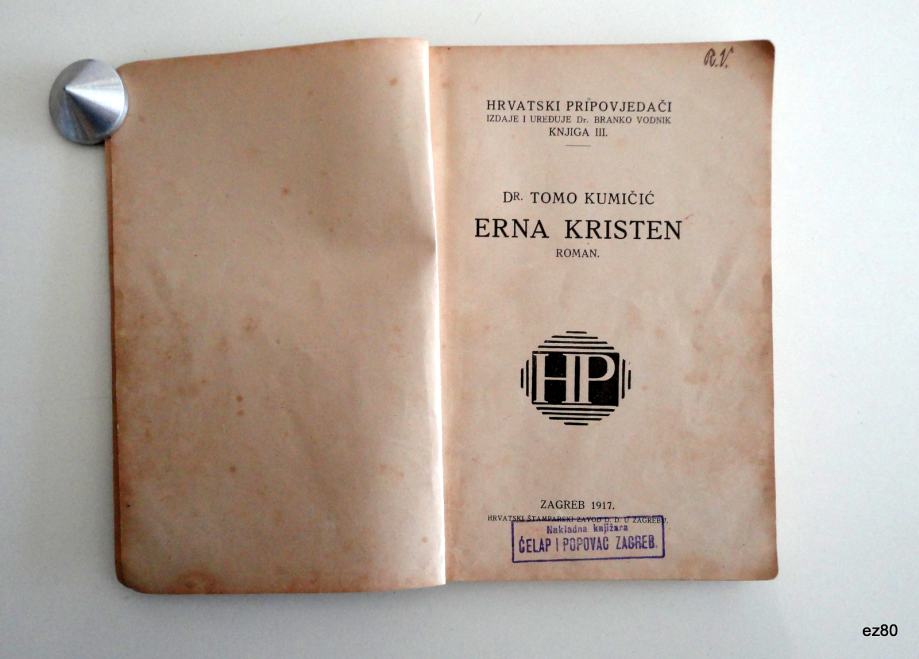 R.V.
HRVATSKI PRIPOVJEDAČI
IZDAJE I UREĐUJE Dr. BRANKO VODNIK
KNJIGA III.
DR. TOMO KUMIČIĆ
ERNA KRISTEN
ROMAN.
HP
ZAGREB 1917.
HRVATSKI ŠTAMPARSKI ZAVOD D. D. U ZAGREBU.
Nakladna knjižara
ĆELAP I POPOVAC ZAGREB.
ez80